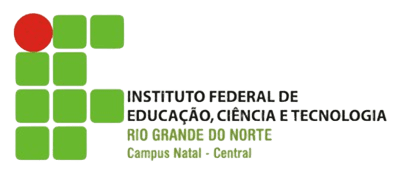 INSTITUTO FEDERAL DE
EDUCAÇÃO, CIÊNCIA E TECNOLOGIA
RIO GRANDE DO NORTE
Campus Natal - Central